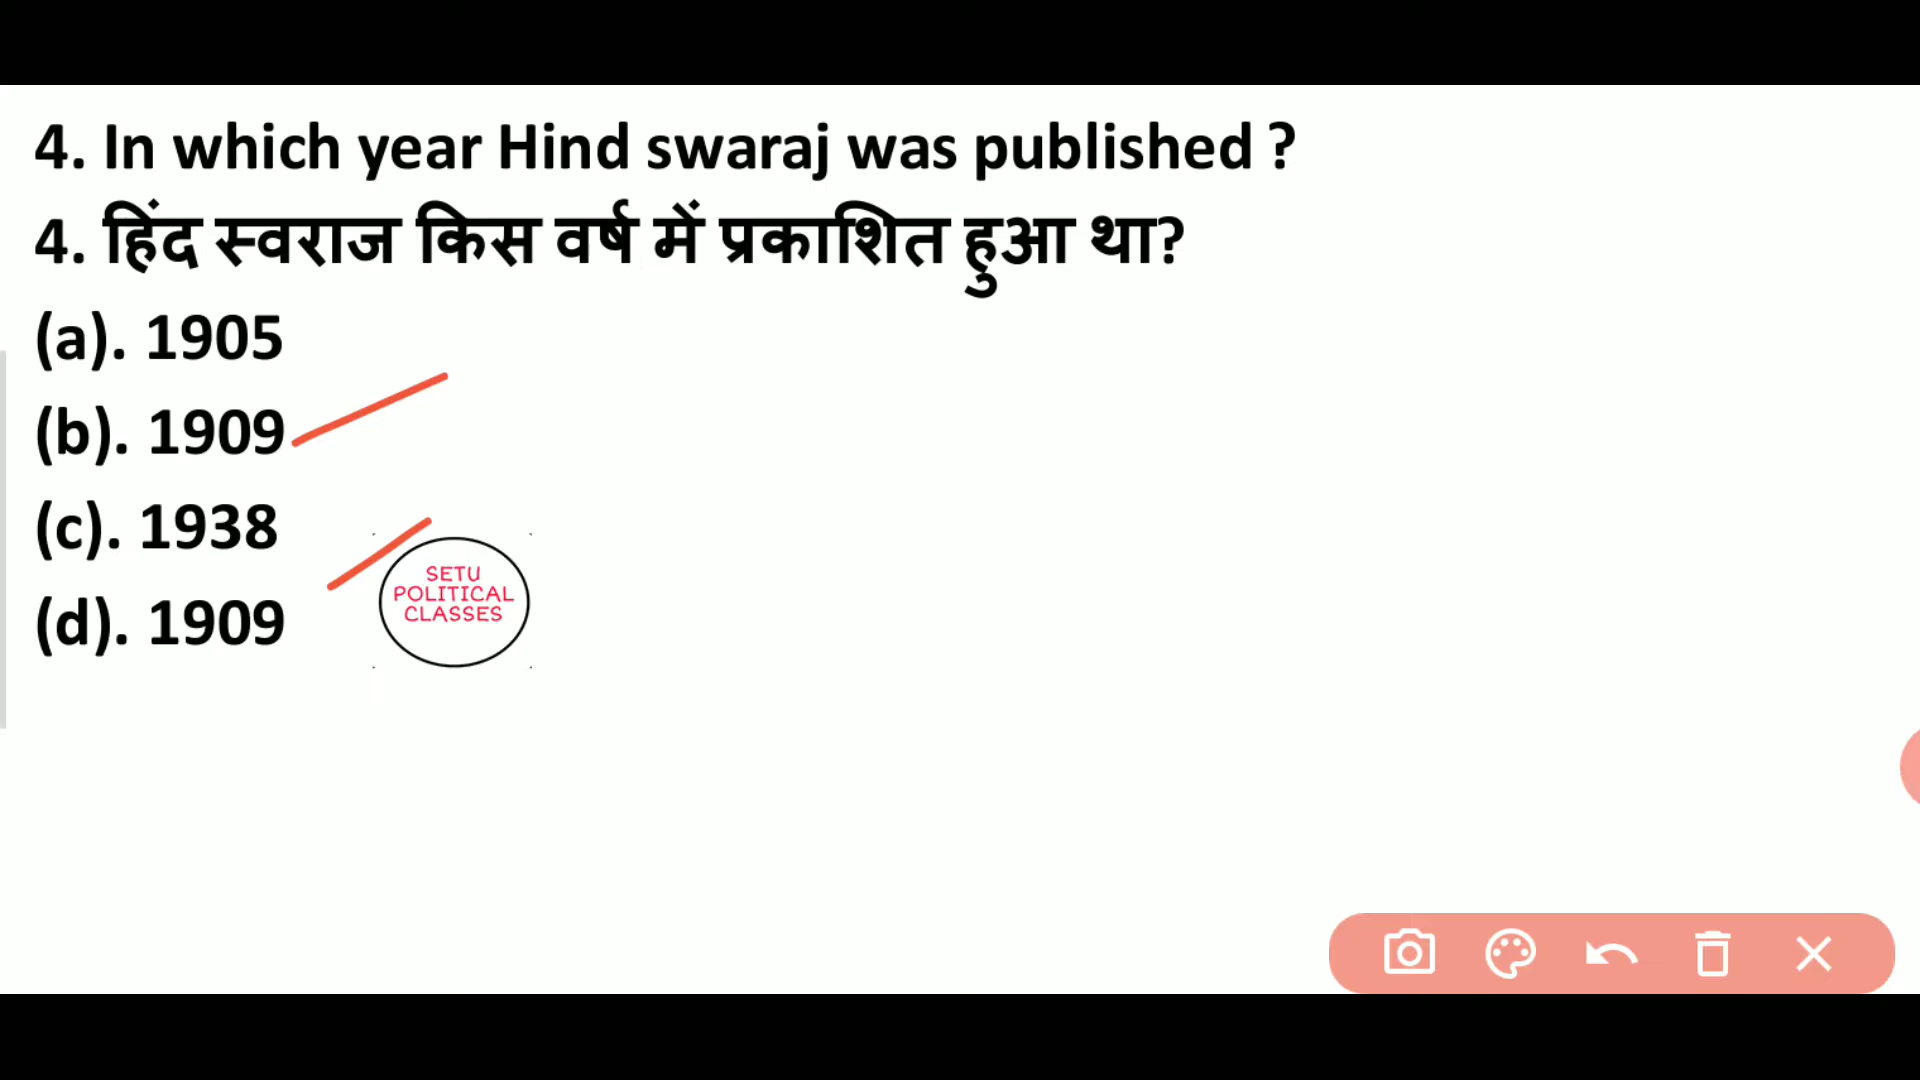 4. In which year Hind swaraj was published ?
4. हिंद स्वराज किस वर्ष में प्रकाशित हुआ था?
(a). 1905
(b). 1909
(c). 1938
(d). 1909
SETU
POLITICAL
CLASSES